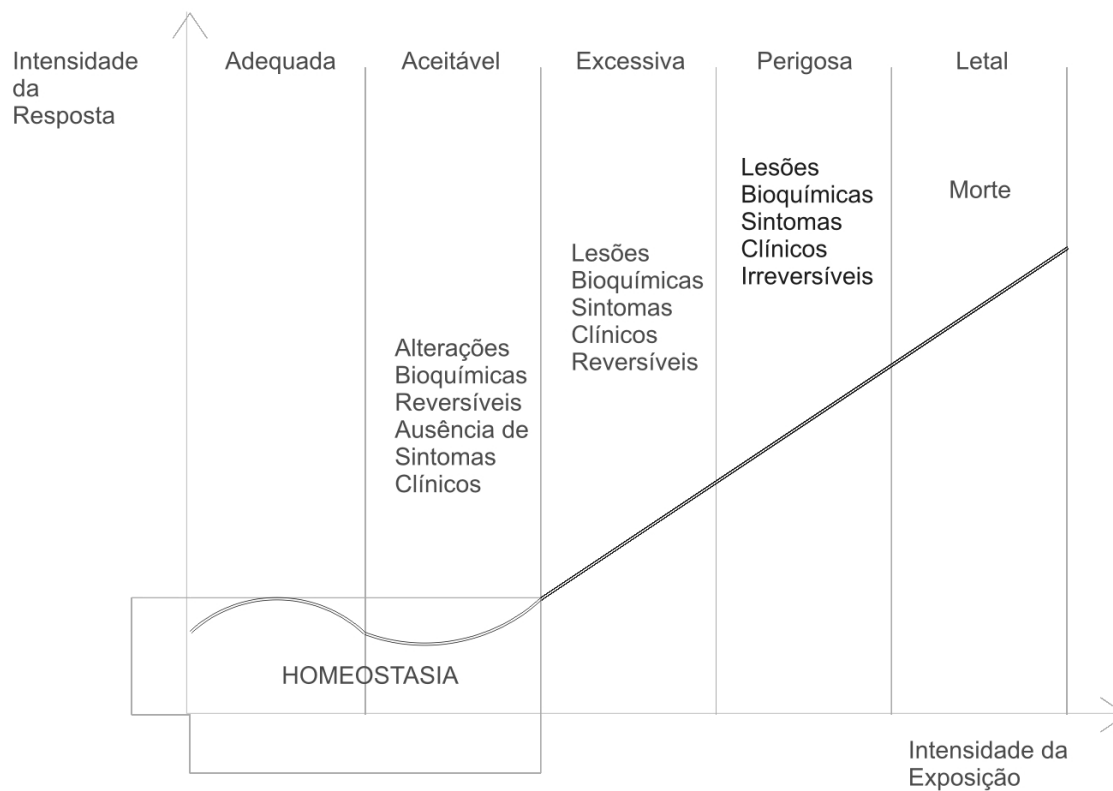 Intensidade
da
Resposta
Adequada
Aceitável
Excessiva
Perigosa
Letal
Alterações
Bioquímicas
Reversíveis
Ausência de
Sintomas
Clínicos
Lesões
Bioquímicas
Sintomas
Clínicos
Reversíveis
Lesões
Bioquímicas
Sintomas
Clínicos
Irreversíveis
Morte
HOMEOSTASIA
Intensidade da
Exposição